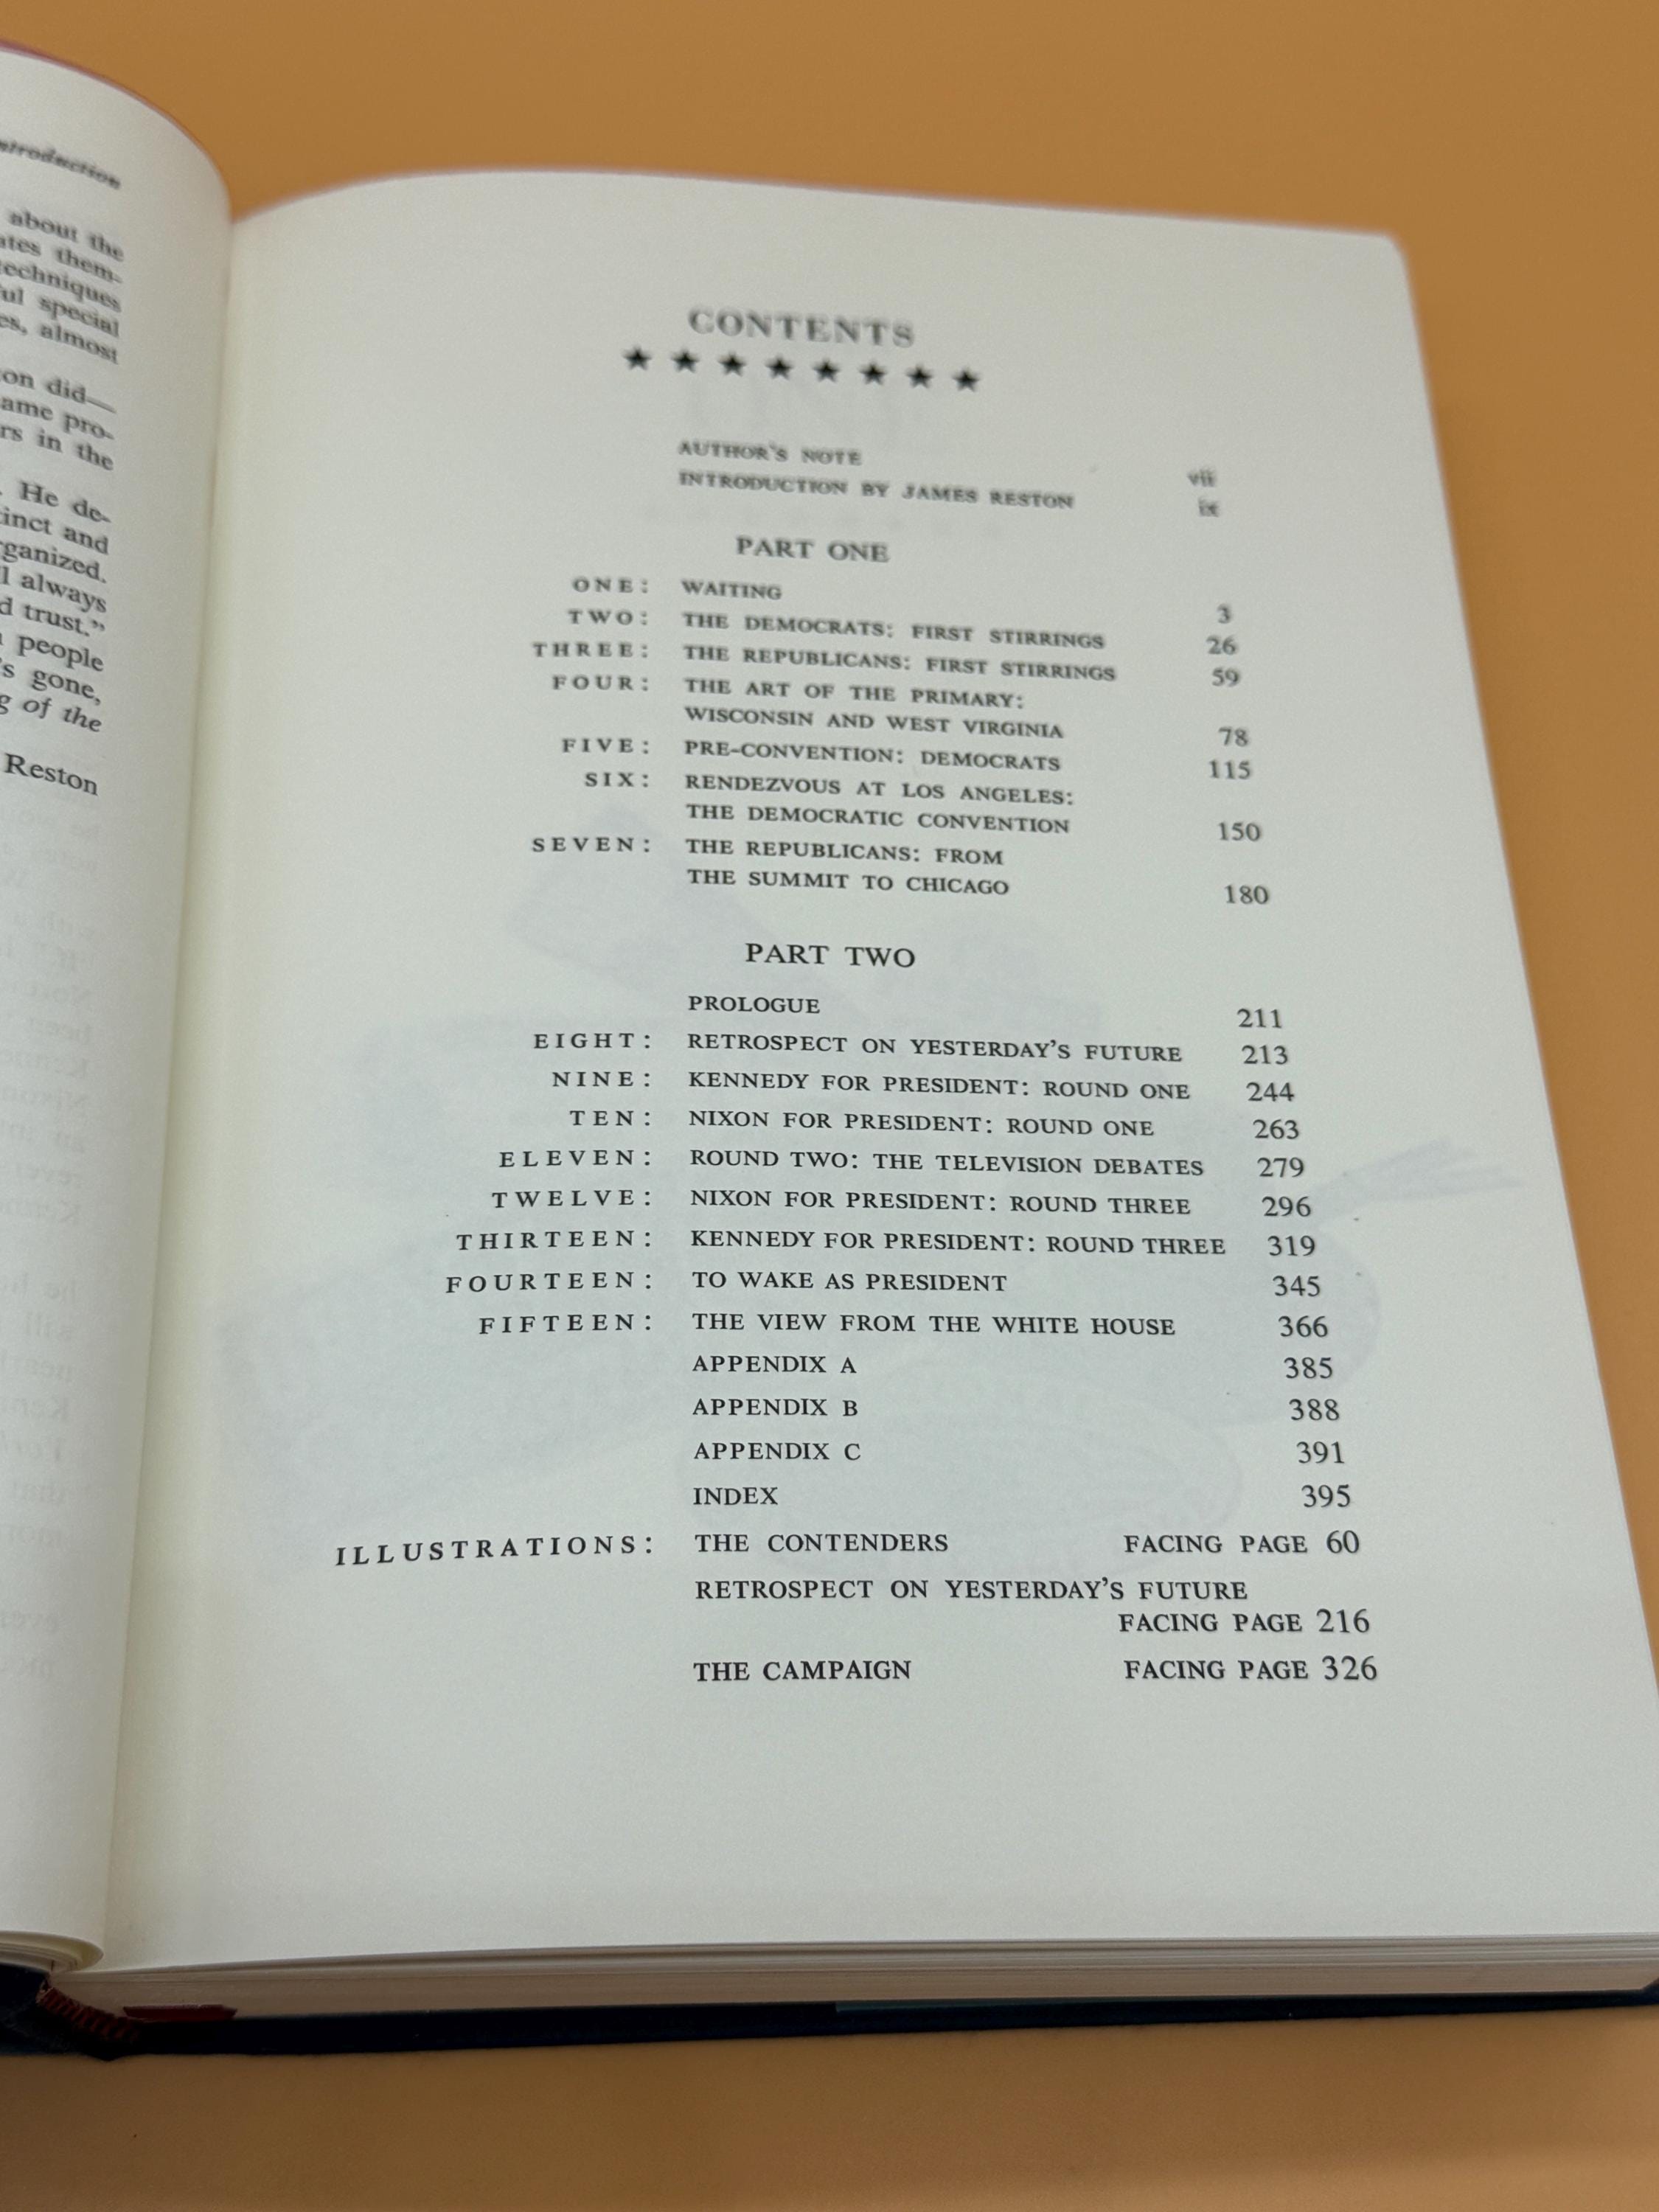 ntroduction
about the
ates them-
techniques
ful special
es, almost
on did—
ame pro-
rs in the
. He de-
inct and
rganized.
l always
d trust.”
people
’s gone,
g of the
Reston
CONTENTS
★ ★ ★ ★ ★ ★ ★ ★
AUTHOR’S NOTE vii
INTRODUCTION BY JAMES RESTON ix
PART ONE
ONE: WAITING 3
TWO: THE DEMOCRATS: FIRST STIRRINGS 26
THREE: THE REPUBLICANS: FIRST STIRRINGS 59
FOUR: THE ART OF THE PRIMARY:
WISCONSIN AND WEST VIRGINIA 78
FIVE: PRE-CONVENTION: DEMOCRATS 115
SIX: RENDEZVOUS AT LOS ANGELES:
THE DEMOCRATIC CONVENTION 150
SEVEN: THE REPUBLICANS: FROM
THE SUMMIT TO CHICAGO 180
PART TWO
PROLOGUE 211
EIGHT: RETROSPECT ON YESTERDAY’S FUTURE 213
NINE: KENNEDY FOR PRESIDENT: ROUND ONE 244
TEN: NIXON FOR PRESIDENT: ROUND ONE 263
ELEVEN: ROUND TWO: THE TELEVISION DEBATES 279
TWELVE: NIXON FOR PRESIDENT: ROUND THREE 296
THIRTEEN: KENNEDY FOR PRESIDENT: ROUND THREE 319
FOURTEEN: TO WAKE AS PRESIDENT 345
FIFTEEN: THE VIEW FROM THE WHITE HOUSE 366
APPENDIX A 385
APPENDIX B 388
APPENDIX C 391
INDEX 395
ILLUSTRATIONS: THE CONTENDERS FACING PAGE 60
RETROSPECT ON YESTERDAY’S FUTURE
FACING PAGE 216
THE CAMPAIGN FACING PAGE 326